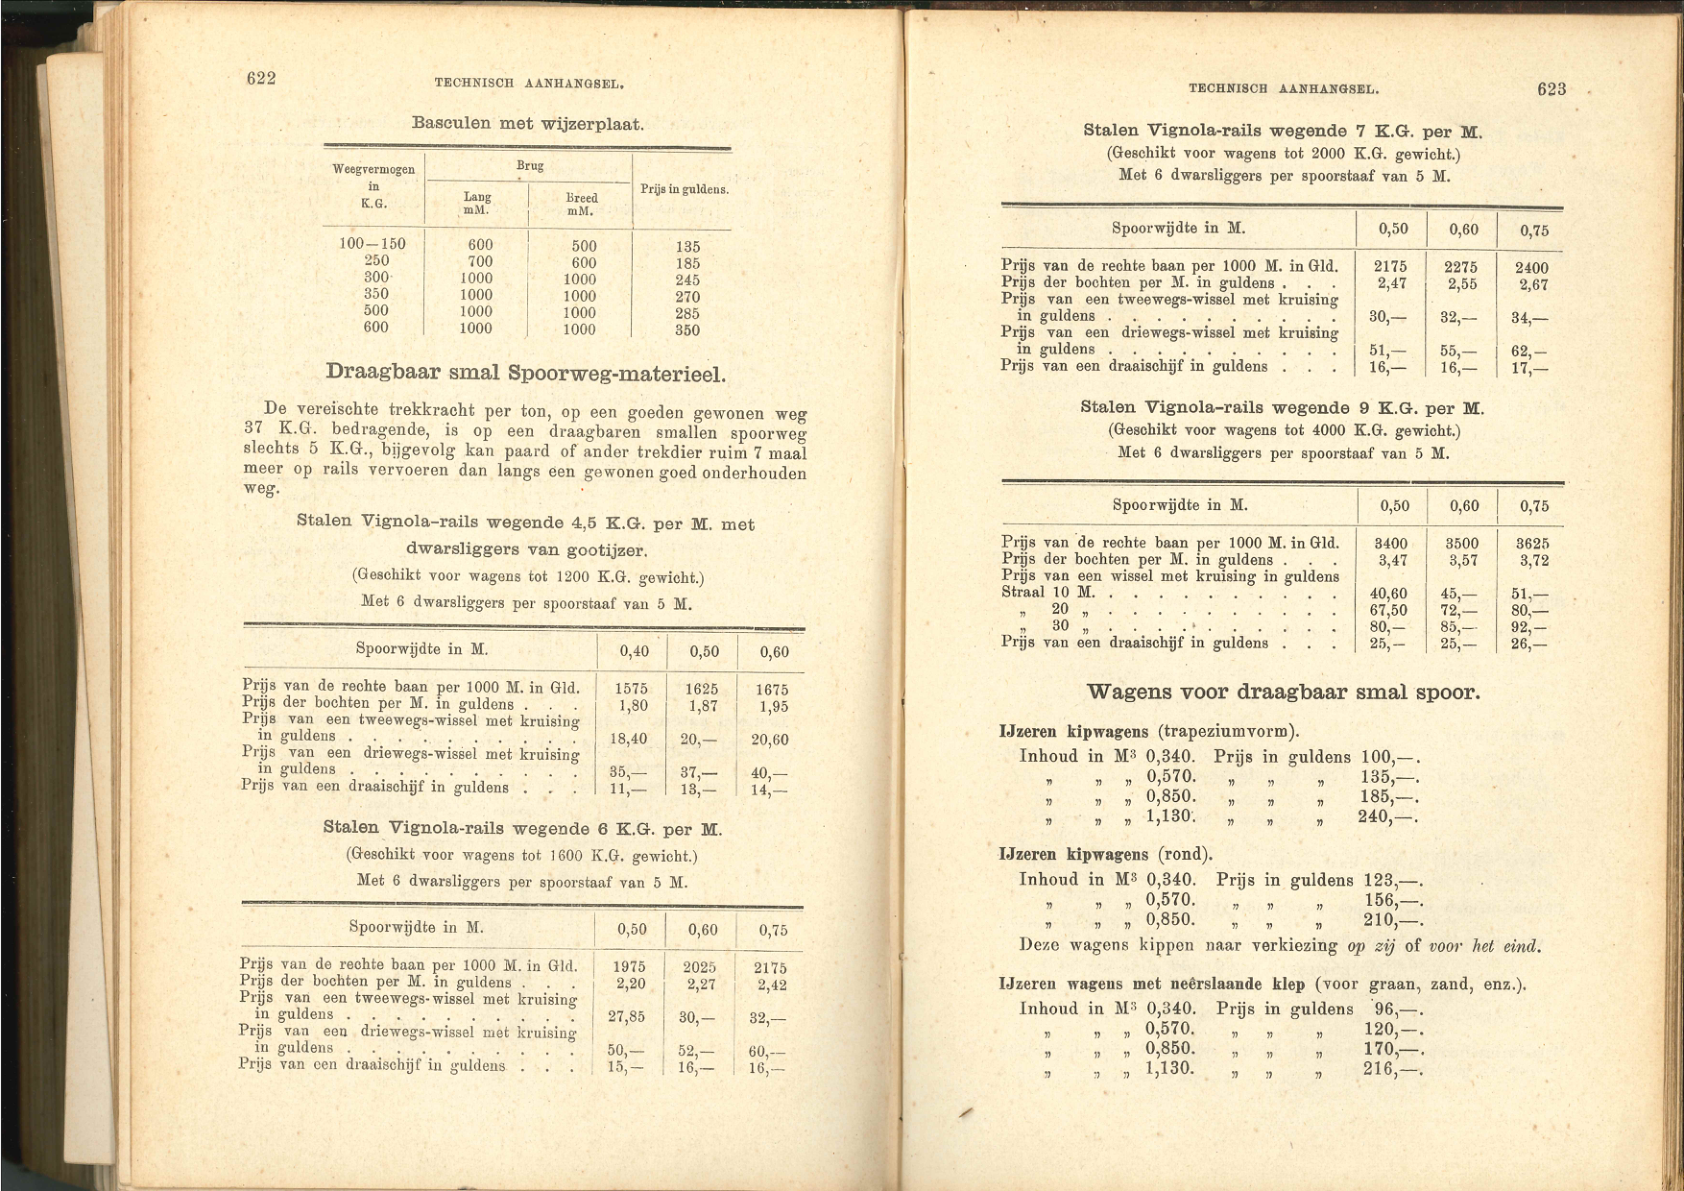 622
TECHNISCH AANHANGSEL.
Basculen met wijzerplaat.
Weegvermogen in K.G. | Brug | Prijs in guldens.
Lang mM. | Breed mM.
100—150 600 500 135
250 700 600 185
300 1000 1000 245
350 1000 1000 270
500 1000 1000 285
600 1000 1000 350
Draagbaar smal Spoorweg-materieel.
De vereischte trekkracht per ton, op een goeden gewonen weg
37 K.G. bedragende, is op een draagbaren smallen spoorweg
slechts 5 K.G., bijgevolg kan paard of ander trekdier ruim 7 maal
meer op rails vervoeren dan langs een gewonen goed onderhouden
weg.
Stalen Vignola-rails wegende 4,5 K.G. per M. met
dwarsliggers van gootijzer.
(Geschikt voor wagens tot 1200 K.G. gewicht.)
Met 6 dwarsliggers per spoorstaaf van 5 M.
Spoorwijdte in M. 0,40 0,50 0,60
Prijs van de rechte baan per 1000 M. in Gld. 1575 1625 1675
Prijs der bochten per M. in guldens . . . 1,80 1,87 1,95
Prijs van een tweewegs-wissel met kruising
in guldens . . . . . . . . . . 18,40 20,— 20,60
Prijs van een driewegs-wissel met kruising
in guldens . . . . . . . . . . 35,— 37,— 40,—
Prijs van een draaischijf in guldens . . . 11,— 13,— 14,—
Stalen Vignola-rails wegende 6 K.G. per M.
(Geschikt voor wagens tot 1600 K.G. gewicht.)
Met 6 dwarsliggers per spoorstaaf van 5 M.
Spoorwijdte in M. 0,50 0,60 0,75
Prijs van de rechte baan per 1000 M. in Gld. 1975 2025 2175
Prijs der bochten per M. in guldens . . . 2,20 2,27 2,42
Prijs van een tweewegs-wissel met kruising
in guldens . . . . . . . . . . 27,85 30,— 32,—
Prijs van een driewegs-wissel met kruising
in guldens . . . . . . . . . . 50,— 52,— 60,—
Prijs van een draaischijf in guldens . . . 15,— 16,— 16,—
TECHNISCH AANHANGSEL.
623
Stalen Vignola-rails wegende 7 K.G. per M.
(Geschikt voor wagens tot 2000 K.G. gewicht.)
Met 6 dwarsliggers per spoorstaaf van 5 M.
Spoorwijdte in M. 0,50 0,60 0,75
Prijs van de rechte baan per 1000 M. in Gld. 2175 2275 2400
Prijs der bochten per M. in guldens . . . 2,47 2,55 2,67
Prijs van een tweewegs-wissel met kruising
in guldens . . . . . . . . . . 30,— 32,— 34,—
Prijs van een driewegs-wissel met kruising
in guldens . . . . . . . . . . 51,— 55,— 62,—
Prijs van een draaischijf in guldens . . . 16,— 16,— 17,—
Stalen Vignola-rails wegende 9 K.G. per M.
(Geschikt voor wagens tot 4000 K.G. gewicht.)
Met 6 dwarsliggers per spoorstaaf van 5 M.
Spoorwijdte in M. 0,50 0,60 0,75
Prijs van de rechte baan per 1000 M. in Gld. 3400 3500 3625
Prijs der bochten per M. in guldens . . . 3,47 3,57 3,72
Prijs van een wissel met kruising in guldens
Straal 10 M. . . . . . . . . . . 40,60 45,— 51,—
„ 20 „ . . . . . . . . . . 67,50 72,— 80,—
„ 30 „ . . . . . . . . . . 80,— 85,— 92,—
Prijs van een draaischijf in guldens . . . 25,— 25,— 26,—
Wagens voor draagbaar smal spoor.
IJzeren kipwagens (trapeziumvorm).
Inhoud in M³ 0,340. Prijs in guldens 100,—.
„ „ „ 0,570. „ „ „ 135,—.
„ „ „ 0,850. „ „ „ 185,—.
„ „ „ 1,130. „ „ „ 240,—.
IJzeren kipwagens (rond).
Inhoud in M³ 0,340. Prijs in guldens 123,—.
„ „ „ 0,570. „ „ „ 156,—.
„ „ „ 0,850. „ „ „ 210,—.
Deze wagens kippen naar verkiezing op zij of voor het eind.
IJzeren wagens met neêrslaande klep (voor graan, zand, enz.).
Inhoud in M³ 0,340. Prijs in guldens 96,—.
„ „ „ 0,570. „ „ „ 120,—.
„ „ „ 0,850. „ „ „ 170,—.
„ „ „ 1,130. „ „ „ 216,—.